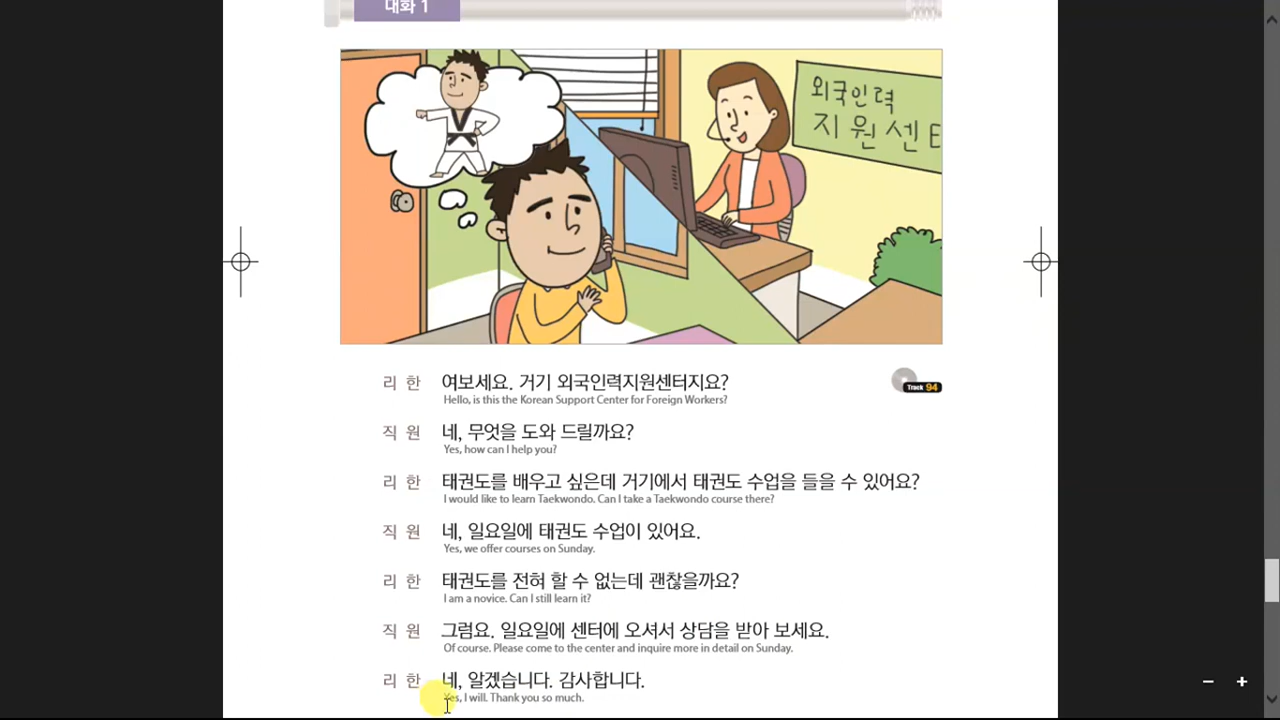 대화 1
외국인력
지원센터
리 한 여보세요. 거기 외국인력지원센터지요?
Hello, is this the Korean Support Center for Foreign Workers?
Track 94
직 원 네, 무엇을 도와 드릴까요?
Yes, how can I help you?
리 한 태권도를 배우고 싶은데 거기에서 태권도 수업을 들을 수 있어요?
I would like to learn Taekwondo. Can I take a Taekwondo course there?
직 원 네, 일요일에 태권도 수업이 있어요.
Yes, we offer courses on Sunday.
리 한 태권도를 전혀 할 수 없는데 괜찮을까요?
I am a novice. Can I still learn it?
직 원 그럼요. 일요일에 센터에 오셔서 상담을 받아 보세요.
Of course. Please come to the center and inquire more in detail on Sunday.
리 한 네, 알겠습니다. 감사합니다.
Yes, I will. Thank you so much.